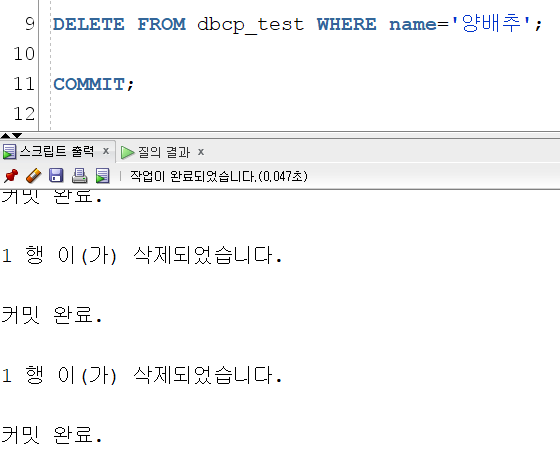 9 DELETE FROM dbcp_test WHERE name='양배추';
10
11 COMMIT;
12
스크립트 출력 x 질의 결과 x
작업이 완료되었습니다.(0,047초)
커밋 완료.
1 행 이(가) 삭제되었습니다.
커밋 완료.
1 행 이(가) 삭제되었습니다.
커밋 완료.